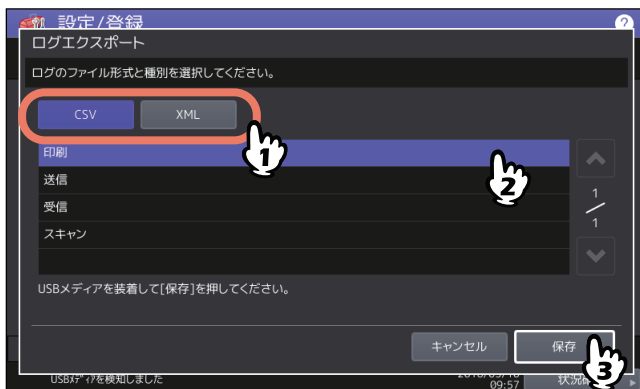 設定/登録
?
ログエクスポート
ログのファイル形式と種別を選択してください。
CSV XML
1
印刷
2
送信
受信
スキャン
1
1
USBメディアを装着して[保存]を押してください。
キャンセル 保存
3
USBﾒﾃﾞｨｱを検知しました
09:57